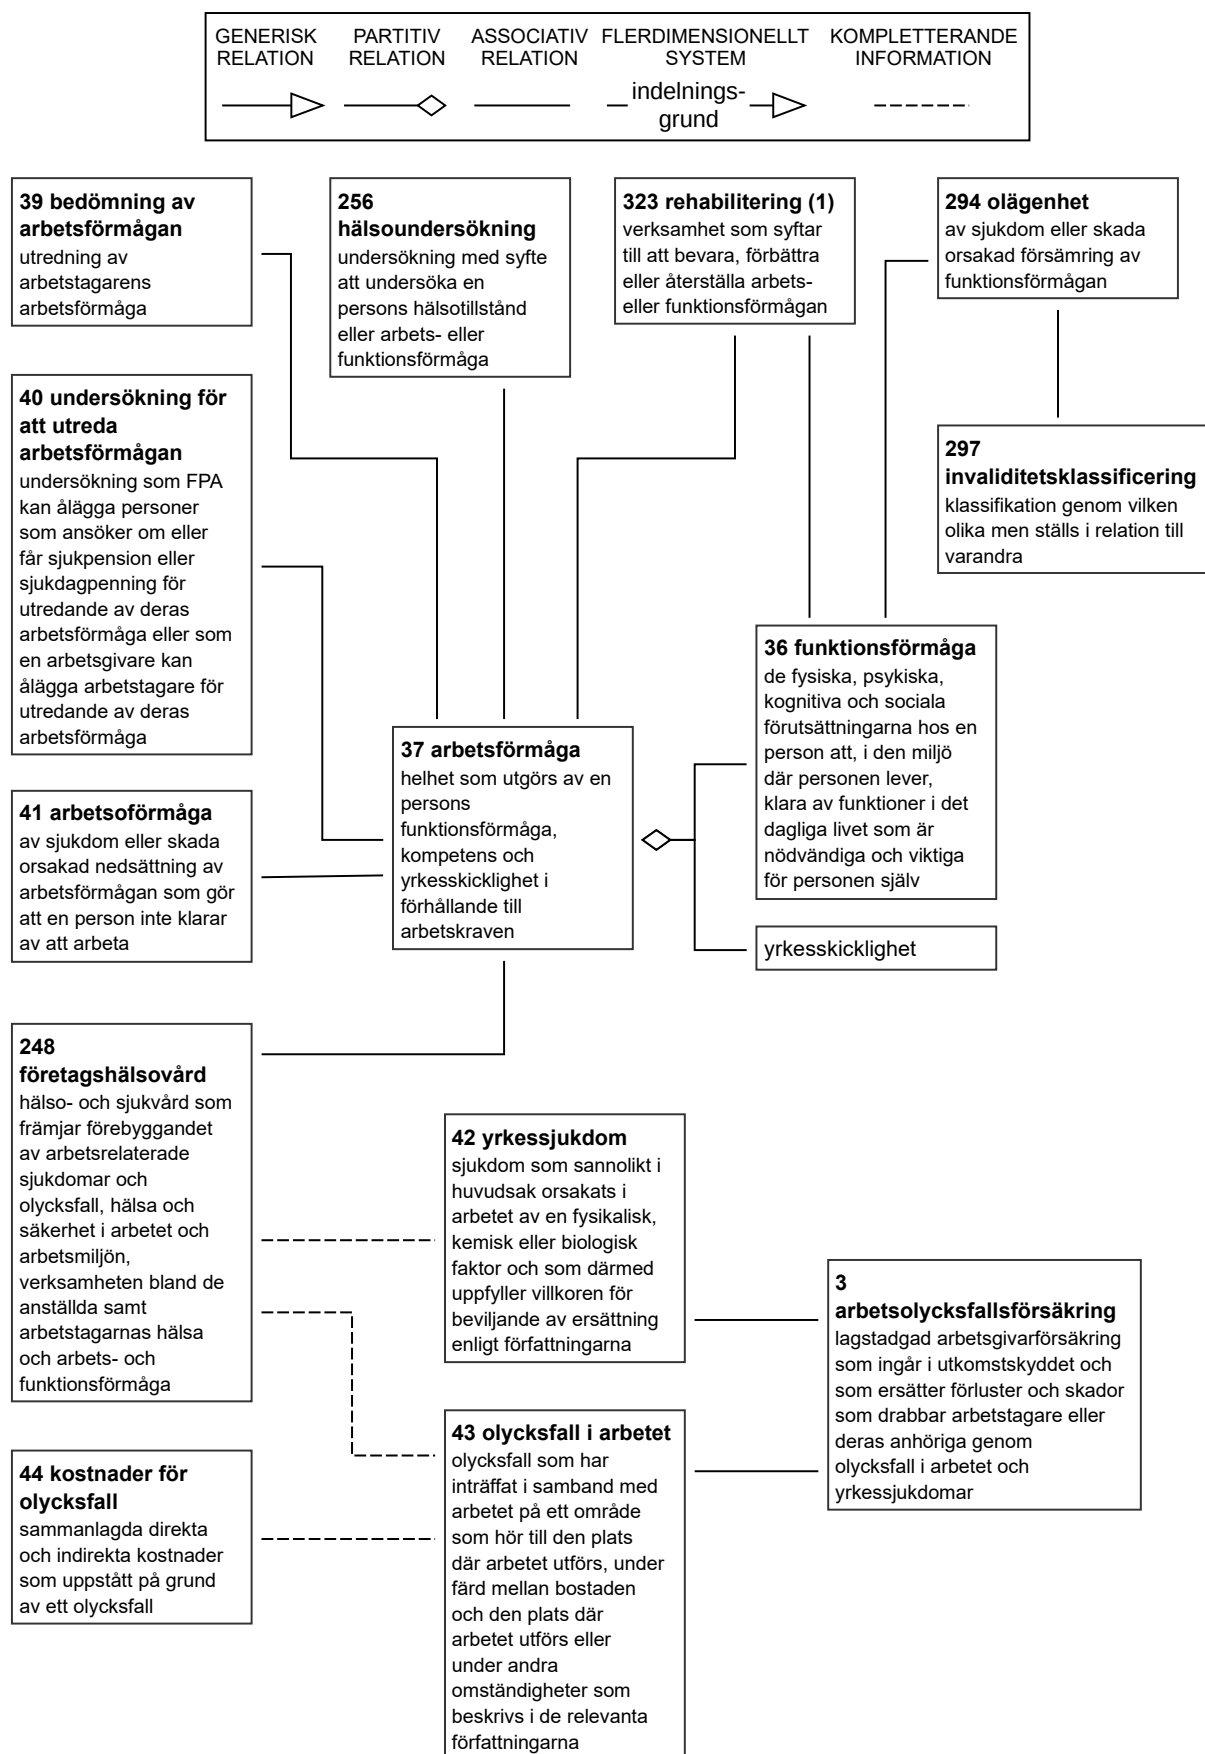 GENERISK
RELATION
PARTITIV
RELATION
ASSOCIATIV
RELATION
FLERDIMENSIONELLT
SYSTEM
KOMPLETTERANDE
INFORMATION
indelnings-
grund
39 bedömning av
arbetsförmågan
utredning av
arbetstagarens
arbetsförmåga
256
hälsoundersökning
undersökning med syfte
att undersöka en
persons hälsotillstånd
eller arbets- eller
funktionsförmåga
323 rehabilitering (1)
verksamhet som syftar
till att bevara, förbättra
eller återställa arbets-
eller funktionsförmågan
294 olägenhet
av sjukdom eller skada
orsakad försämring av
funktionsförmågan
40 undersökning för
att utreda
arbetsförmågan
undersökning som FPA
kan ålägga personer
som ansöker om eller
får sjukpension eller
sjukdagpenning för
utredande av deras
arbetsförmåga eller som
en arbetsgivare kan
ålägga arbetstagare för
utredande av deras
arbetsförmåga
297
invaliditetsklassificering
klassifikation genom vilken
olika men ställs i relation till
varandra
36 funktionsförmåga
de fysiska, psykiska,
kognitiva och sociala
förutsättningarna hos en
person att, i den miljö
där personen lever,
klara av funktioner i det
dagliga livet som är
nödvändiga och viktiga
för personen själv
37 arbetsförmåga
helhet som utgörs av en
persons
funktionsförmåga,
kompetens och
yrkesskicklighet i
förhållande till
arbetskraven
41 arbetsoförmåga
av sjukdom eller skada
orsakad nedsättning av
arbetsförmågan som gör
att en person inte klarar
av att arbeta
yrkesskicklighet
248
företagshälsovård
hälso- och sjukvård som
främjar förebyggandet
av arbetsrelaterade
sjukdomar och
olycksfall, hälsa och
säkerhet i arbetet och
arbetsmiljön,
verksamheten bland de
anställda samt
arbetstagarnas hälsa
och arbets- och
funktionsförmåga
42 yrkessjukdom
sjukdom som sannolikt i
huvudsak orsakats i
arbetet av en fysikalisk,
kemisk eller biologisk
faktor och som därmed
uppfyller villkoren för
beviljande av ersättning
enligt författningarna
3
arbetsolycksfallsförsäkring
lagstadgad arbetsgivarförsäkring
som ingår i utkomstskyddet och
som ersätter förluster och skador
som drabbar arbetstagare eller
deras anhöriga genom
olycksfall i arbetet och
yrkessjukdomar
43 olycksfall i arbetet
olycksfall som har
inträffat i samband med
arbetet på ett område
som hör till den plats
där arbetet utförs, under
färd mellan bostaden
och den plats där
arbetet utförs eller
under andra
omständigheter som
beskrivs i de relevanta
författningarna
44 kostnader för
olycksfall
sammanlagda direkta
och indirekta kostnader
som uppstått på grund
av ett olycksfall